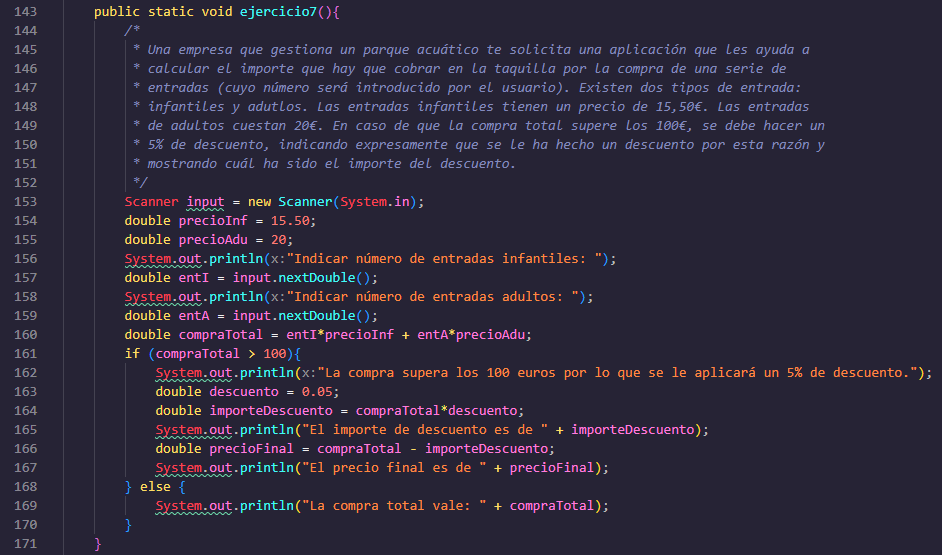 143 public static void ejercicio7(){
144 /*
145 * Una empresa que gestiona un parque acuático te solicita una aplicación que les ayuda a
146 * calcular el importe que hay que cobrar en la taquilla por la compra de una serie de
147 * entradas (cuyo número será introducido por el usuario). Existen dos tipos de entrada:
148 * infantiles y adutlos. Las entradas infantiles tienen un precio de 15,50€. Las entradas
149 * de adultos cuestan 20€. En caso de que la compra total supere los 100€, se debe hacer un
150 * 5% de descuento, indicando expresamente que se le ha hecho un descuento por esta razón y
151 * mostrando cuál ha sido el importe del descuento.
152 */
153 Scanner input = new Scanner(System.in);
154 double precioInf = 15.50;
155 double precioAdu = 20;
156 System.out.println(x:"Indicar número de entradas infantiles: ");
157 double entI = input.nextDouble();
158 System.out.println(x:"Indicar número de entradas adultos: ");
159 double entA = input.nextDouble();
160 double compraTotal = entI*precioInf + entA*precioAdu;
161 if (compraTotal > 100){
162 System.out.println(x:"La compra supera los 100 euros por lo que se le aplicará un 5% de descuento.");
163 double descuento = 0.05;
164 double importeDescuento = compraTotal*descuento;
165 System.out.println("El importe de descuento es de " + importeDescuento);
166 double precioFinal = compraTotal - importeDescuento;
167 System.out.println("El precio final es de " + precioFinal);
168 } else {
169 System.out.println("La compra total vale: " + compraTotal);
170 }
171 }